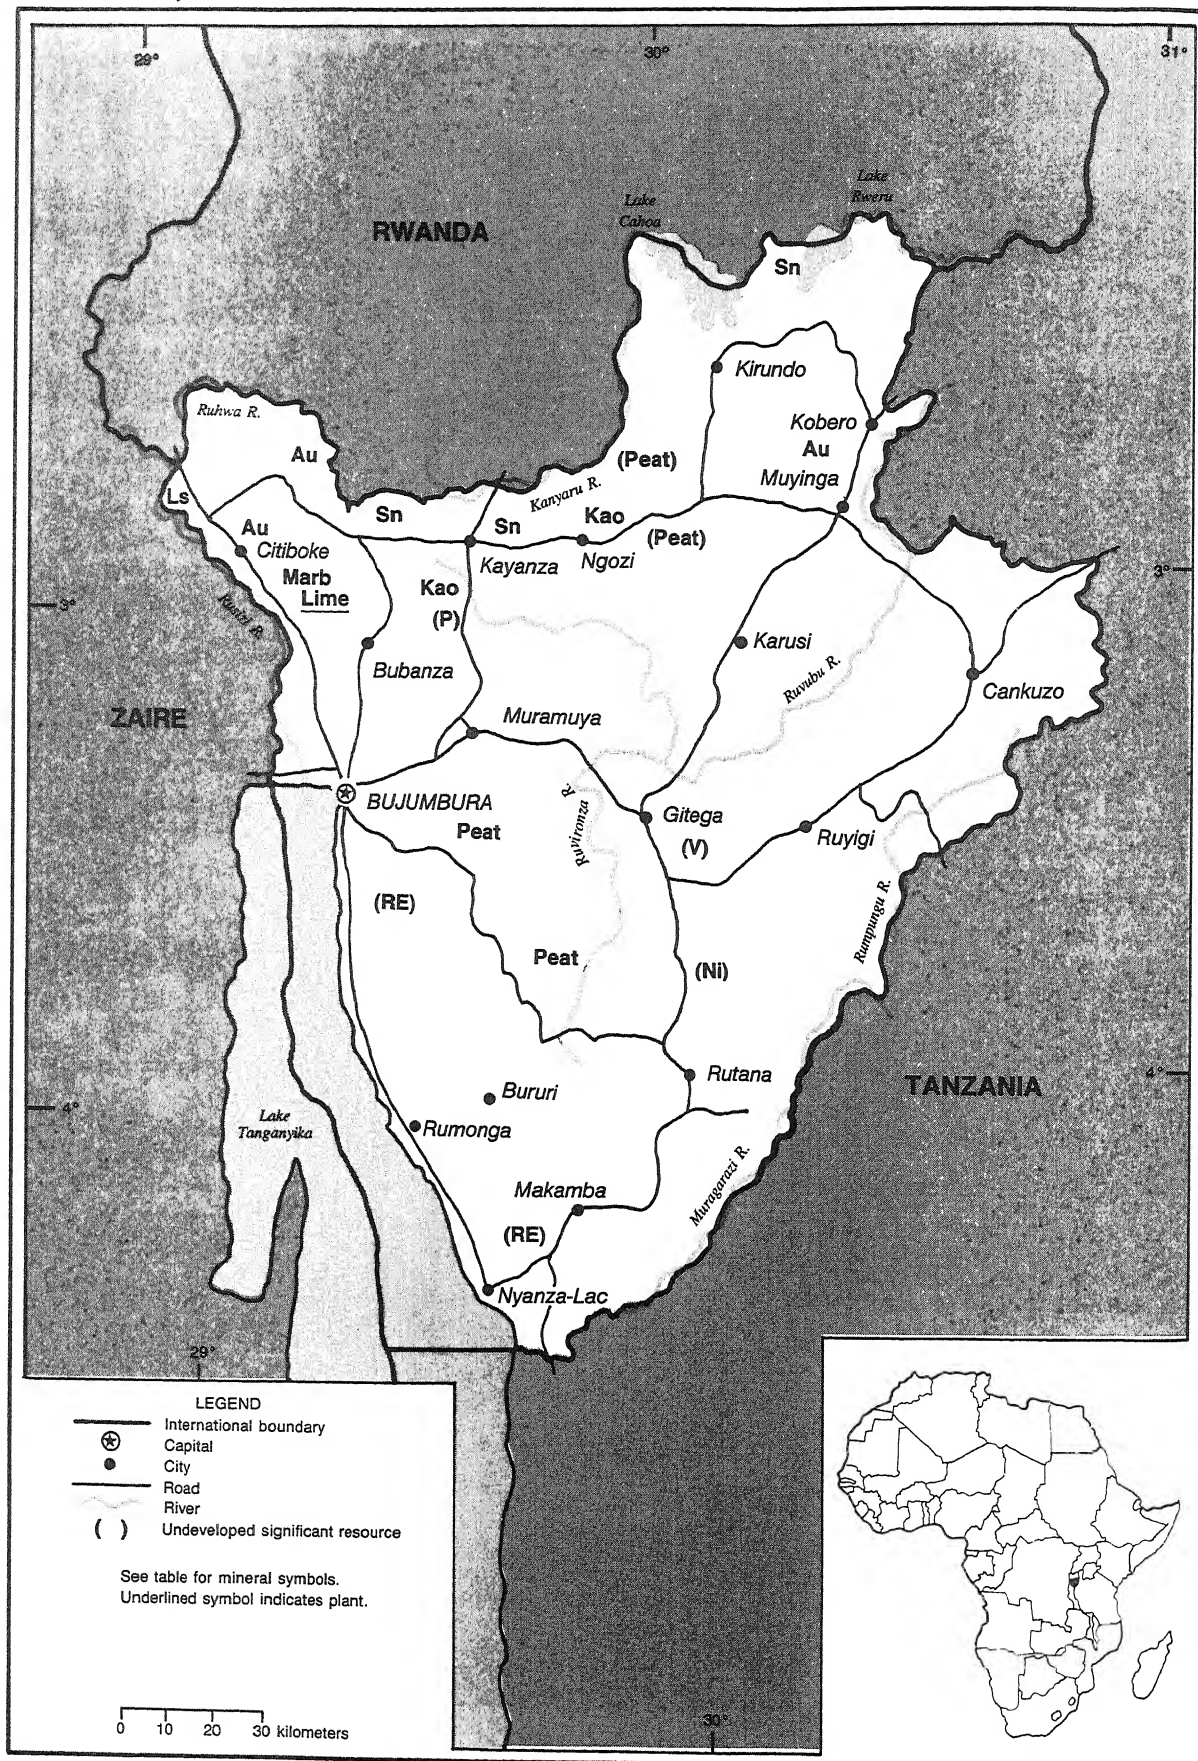 29°
30°
31°
Lake
Rweru
Lake
Cahoa
RWANDA
Sn
Kirundo
Ruhwa R.
Kobero
Au
Au
(Peat)
Muyinga
Ls
Kanyaru R.
Sn
Sn
Kao
Au
(Peat)
Citiboke
Kayanza
Ngozi
3°
Marb
Kao
Lime
3°
Rusizi R.
(P)
Karusi
Bubanza
Ruvubu R.
Cankuzo
ZAIRE
Muramuya
BUJUMBURA
Ruvironza R.
Gitega
Peat
Ruyigi
(V)
(RE)
Rumpungu R.
Peat
(Ni)
Rutana
4°
TANZANIA
Bururi
4°
Lake
Tanganyika
Rumonga
Muragarazi R.
Makamba
(RE)
Nyanza-Lac
29°
LEGEND
International boundary
Capital
City
Road
River
( ) Undeveloped significant resource
See table for mineral symbols.
Underlined symbol indicates plant.
0 10 20 30 kilometers
30°